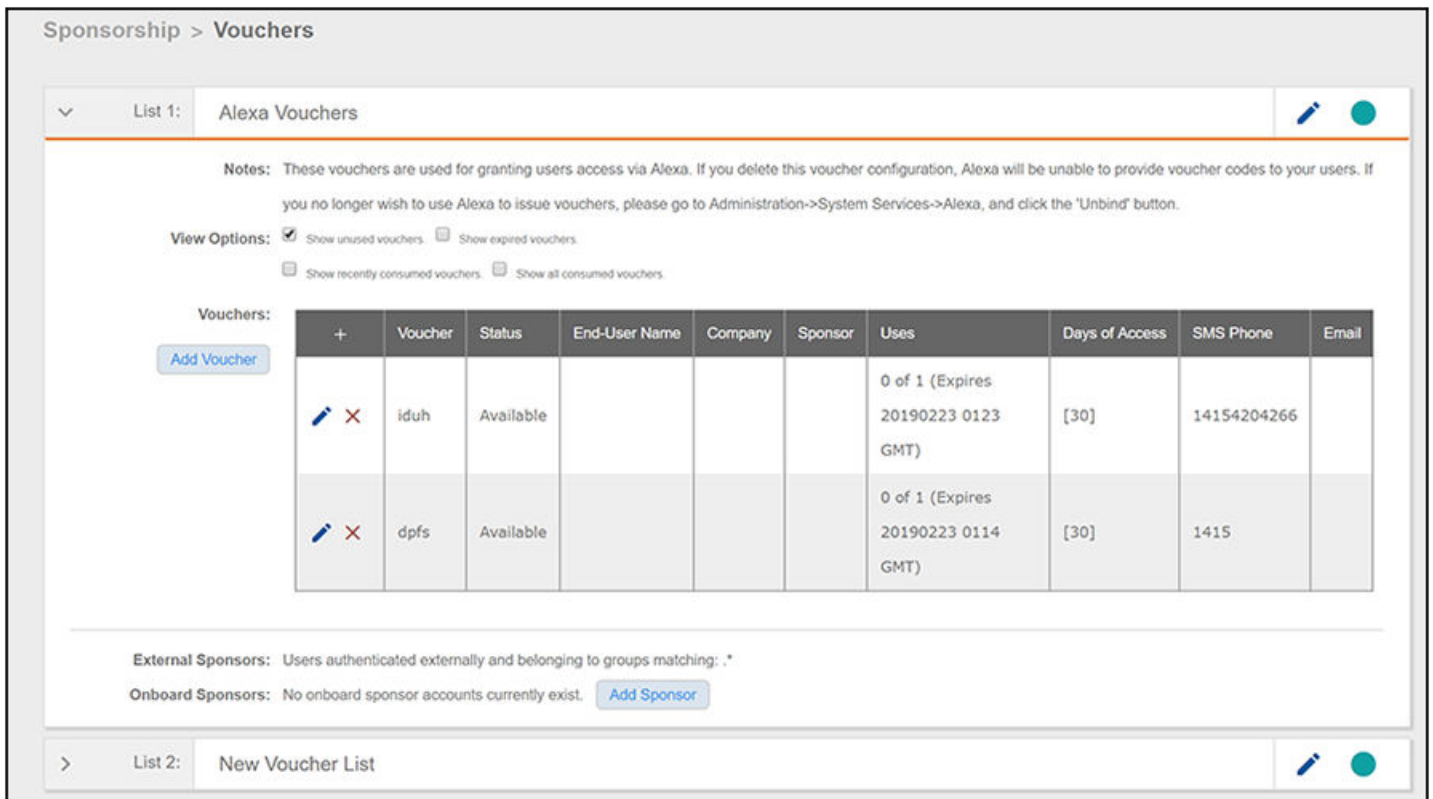 Sponsorship > Vouchers
List 1: Alexa Vouchers
Notes: These vouchers are used for granting users access via Alexa. If you delete this voucher configuration, Alexa will be unable to provide voucher codes to your users. If
you no longer wish to use Alexa to issue vouchers, please go to Administration->System Services->Alexa, and click the 'Unbind' button.
View Options: Show unused vouchers. Show expired vouchers.
Show recently consumed vouchers. Show all consumed vouchers.
Vouchers:
Add Voucher
+ Voucher Status End-User Name Company Sponsor Uses Days of Access SMS Phone Email
iduh Available 0 of 1 (Expires 20190223 0123 GMT) [30] 14154204266
dpfs Available 0 of 1 (Expires 20190223 0114 GMT) [30] 1415
External Sponsors: Users authenticated externally and belonging to groups matching: .*
Onboard Sponsors: No onboard sponsor accounts currently exist. Add Sponsor
List 2: New Voucher List